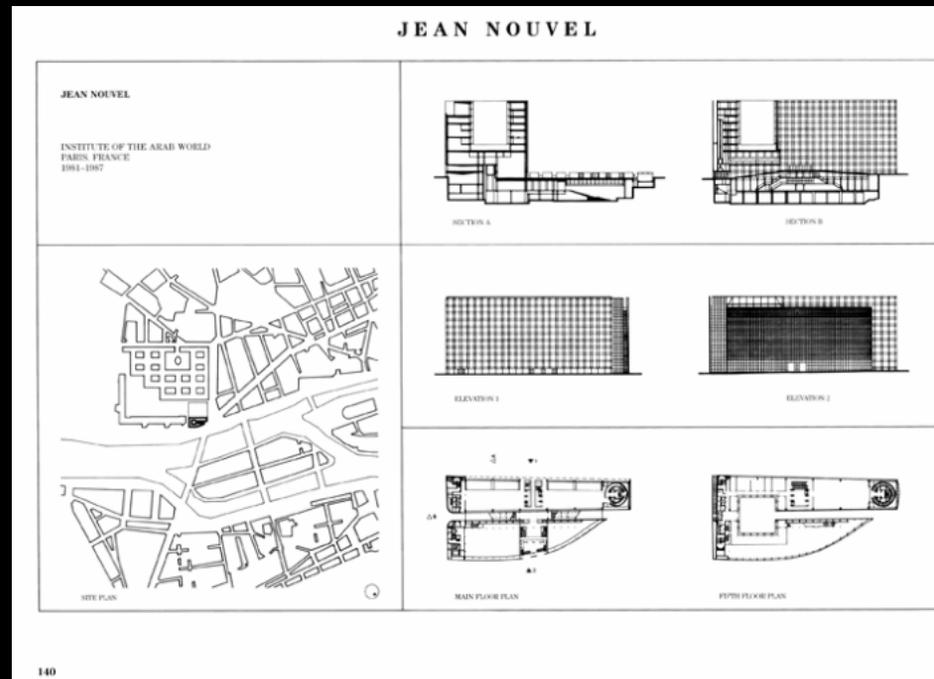 JEAN NOUVEL
JEAN NOUVEL
INSTITUTE OF THE ARAB WORLD
PARIS, FRANCE
1981–1987
SECTION A
SECTION B
ELEVATION 1
ELEVATION 2
SITE PLAN
MAIN FLOOR PLAN
FIFTH FLOOR PLAN
140